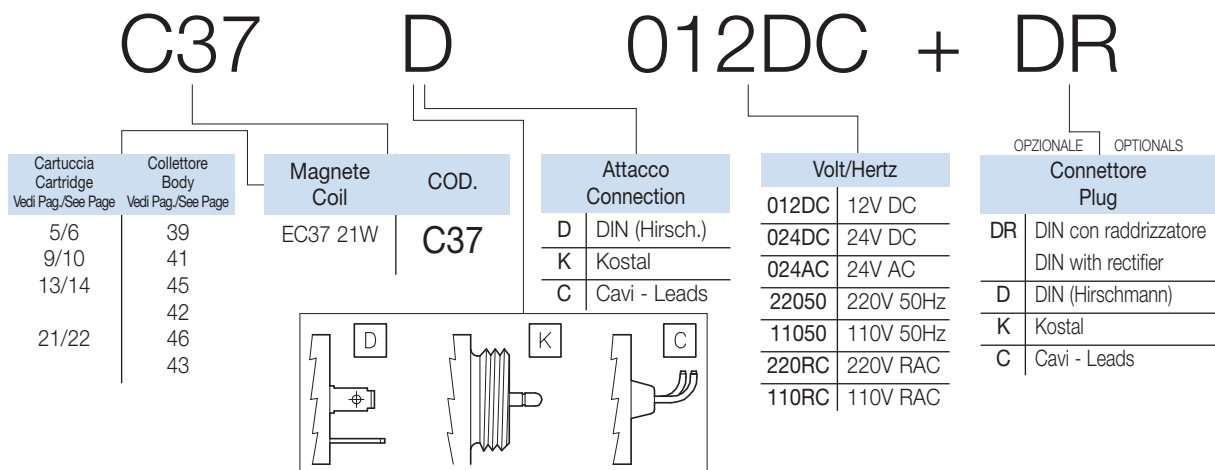 C37 D 012DC + DR
Cartuccia
Cartridge
Vedi Pag./See Page
Collettore
Body
Vedi Pag./See Page
5/6 39
9/10 41
13/14 45
42
21/22 46
43
Magnete
Coil
COD.
EC37 21W C37
Attacco
Connection
D DIN (Hirsch.)
K Kostal
C Cavi - Leads
D
K
C
Volt/Hertz
012DC 12V DC
024DC 24V DC
024AC 24V AC
22050 220V 50Hz
11050 110V 50Hz
220RC 220V RAC
110RC 110V RAC
OPZIONALE OPTIONALS
Connettore
Plug
DR DIN con raddrizzatore
DIN with rectifier
D DIN (Hirschmann)
K Kostal
C Cavi - Leads